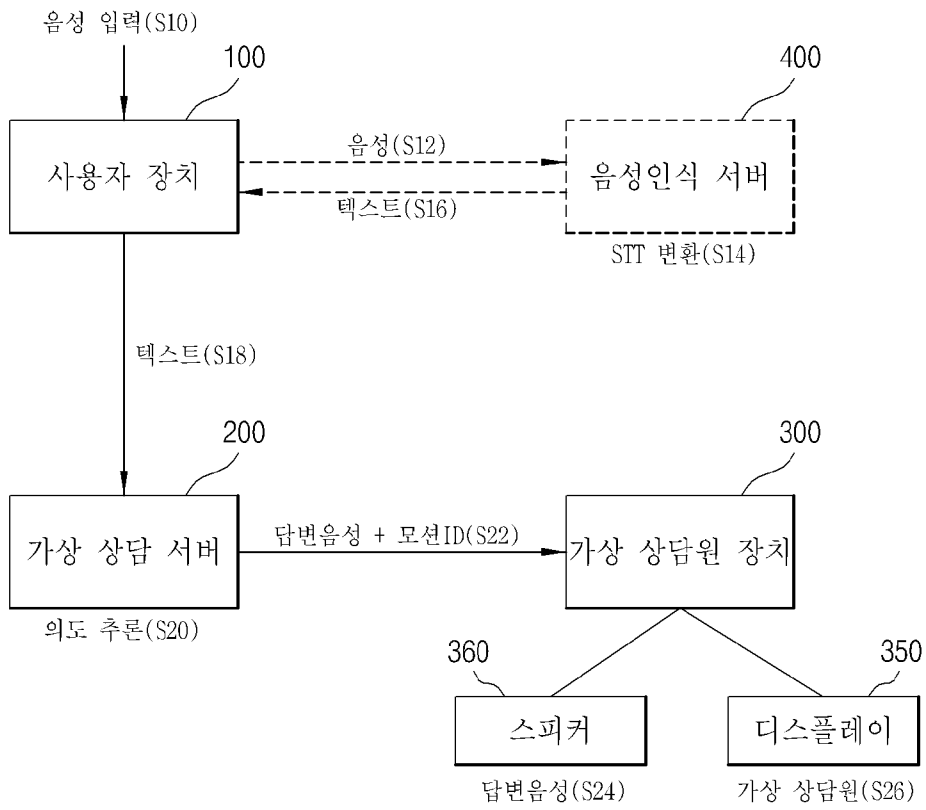 음성 입력(S10)
100
400
사용자 장치
음성(S12)
음성인식 서버
텍스트(S16)
STT 변환(S14)
텍스트(S18)
200
300
가상 상담 서버
답변음성 + 모션ID(S22)
가상 상담원 장치
의도 추론(S20)
360
350
스피커
디스플레이
답변음성(S24)
가상 상담원(S26)